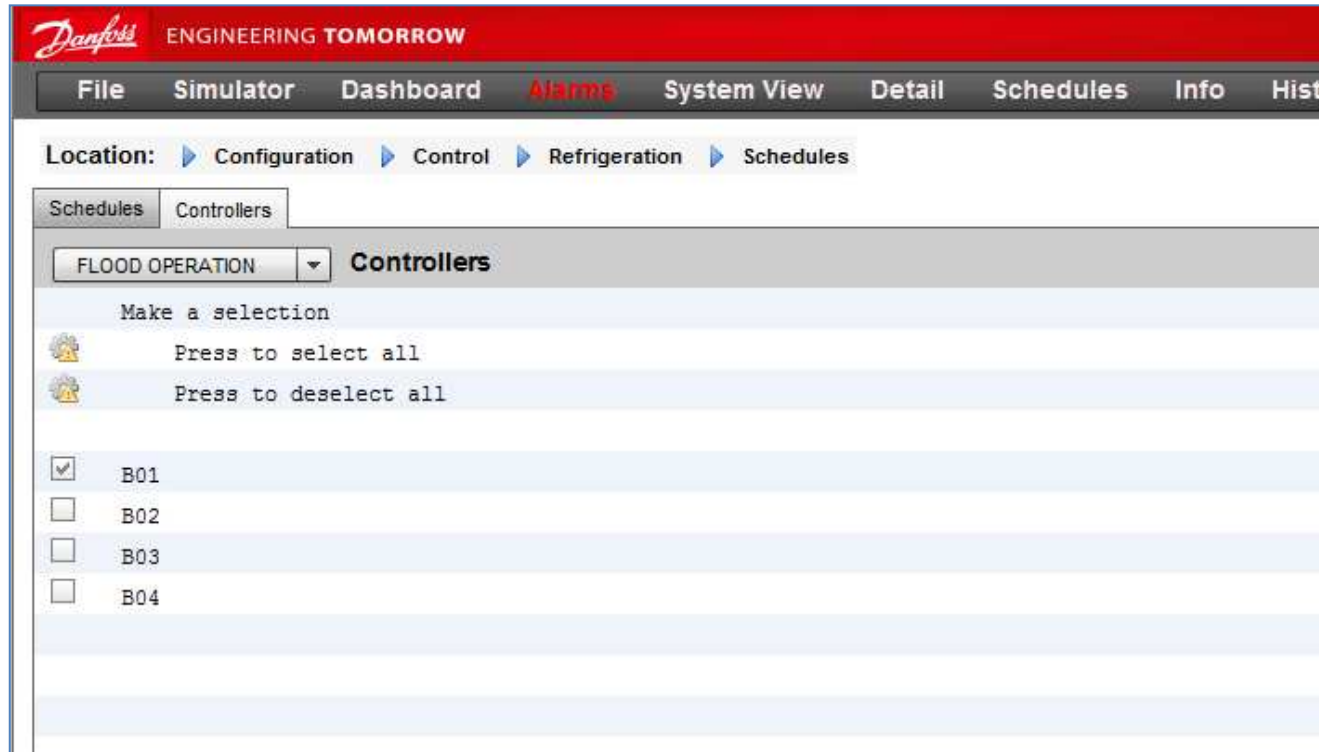 Danfoss ENGINEERING TOMORROW
File Simulator Dashboard Alarms System View Detail Schedules Info Hist
Location: Configuration Control Refrigeration Schedules
Schedules Controllers
FLOOD OPERATION Controllers
Make a selection
Press to select all
Press to deselect all
B01
B02
B03
B04